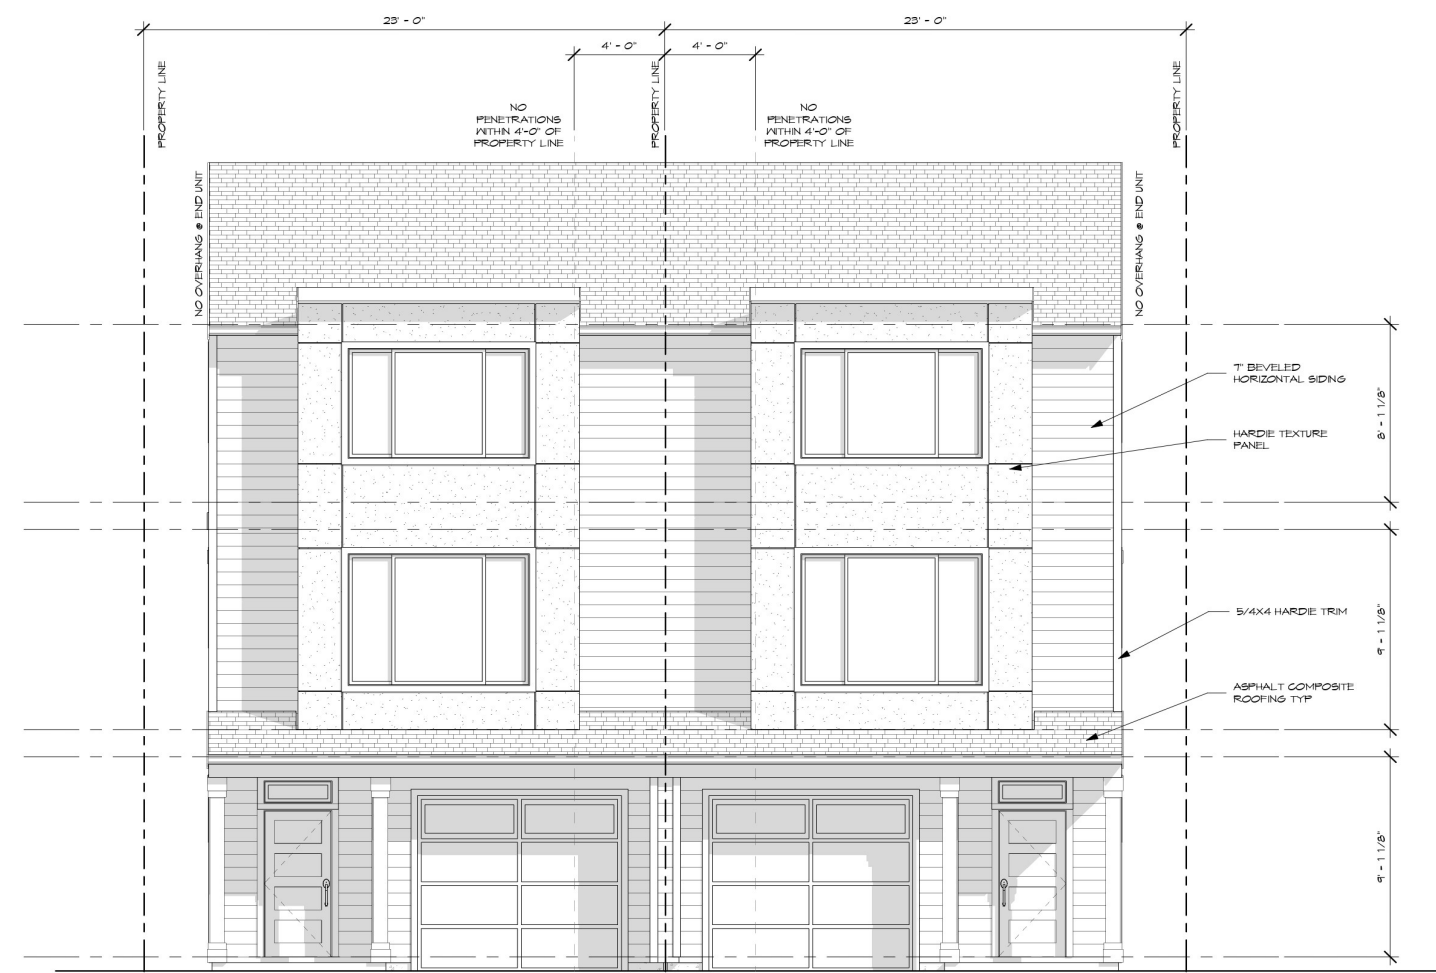 23' - 0"
23' - 0"
4' - 0"
4' - 0"
PROPERTY LINE
PROPERTY LINE
PROPERTY LINE
NO
PENETRATIONS
WITHIN 4'-0" OF
PROPERTY LINE
NO
PENETRATIONS
WITHIN 4'-0" OF
PROPERTY LINE
NO OVERHANG @ END UNIT
NO OVERHANG @ END UNIT
7" BEVELED
HORIZONTAL SIDING
8' - 1 1/8"
HARDIE TEXTURE
PANEL
5/4X4 HARDIE TRIM
9' - 1 1/8"
ASPHALT COMPOSITE
ROOFING TYP
9' - 1 1/8"